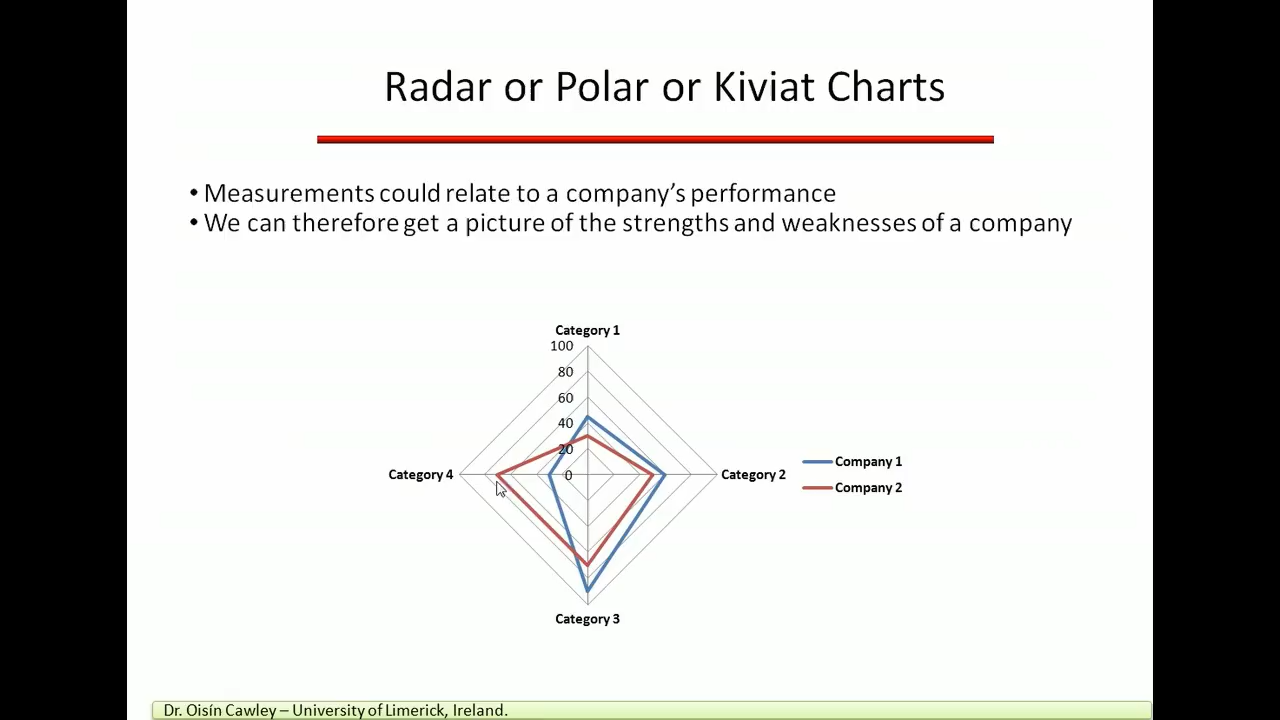 Radar or Polar or Kiviat Charts
• Measurements could relate to a company's performance
• We can therefore get a picture of the strengths and weaknesses of a company
Category 1
100
80
60
40
20
0
Category 4
Category 2
Category 3
Company 1
Company 2
Dr. Oisín Cawley – University of Limerick, Ireland.